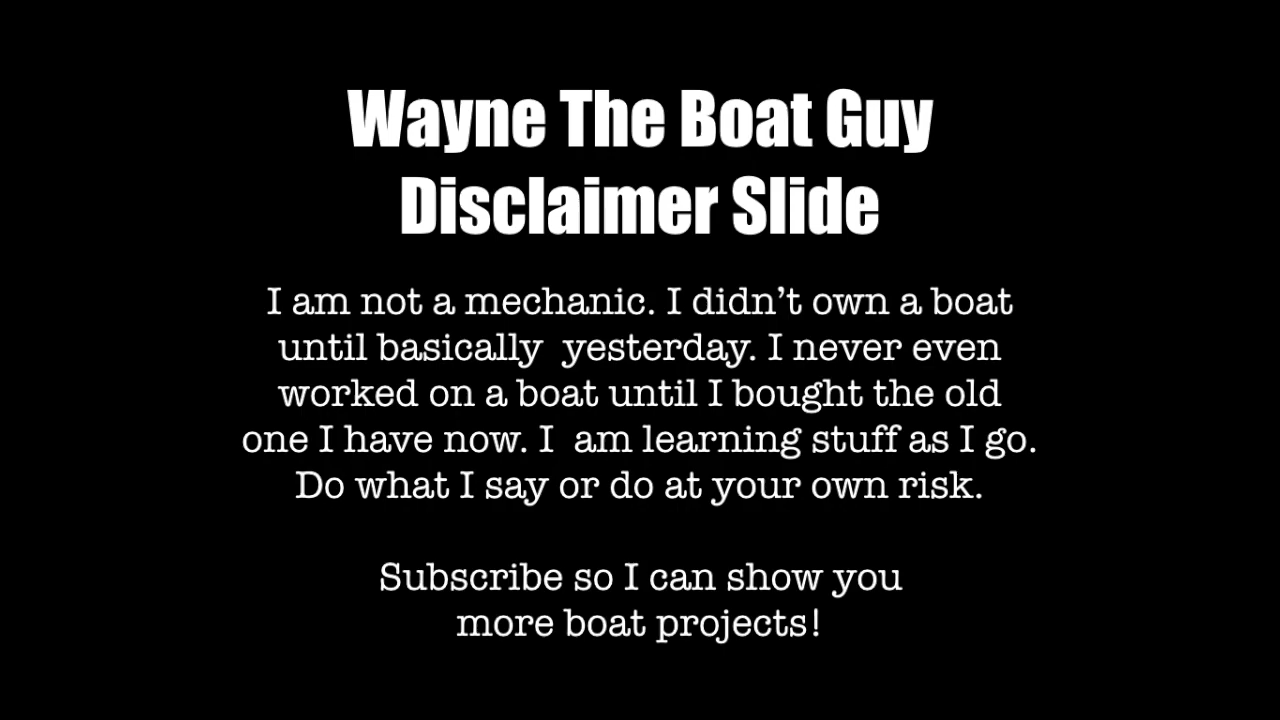 Wayne The Boat Guy
Disclaimer Slide
I am not a mechanic. I didn’t own a boat
until basically  yesterday. I never even
worked on a boat until I bought the old
one I have now. I  am learning stuff as I go.
Do what I say or do at your own risk.
Subscribe so I can show you
more boat projects!